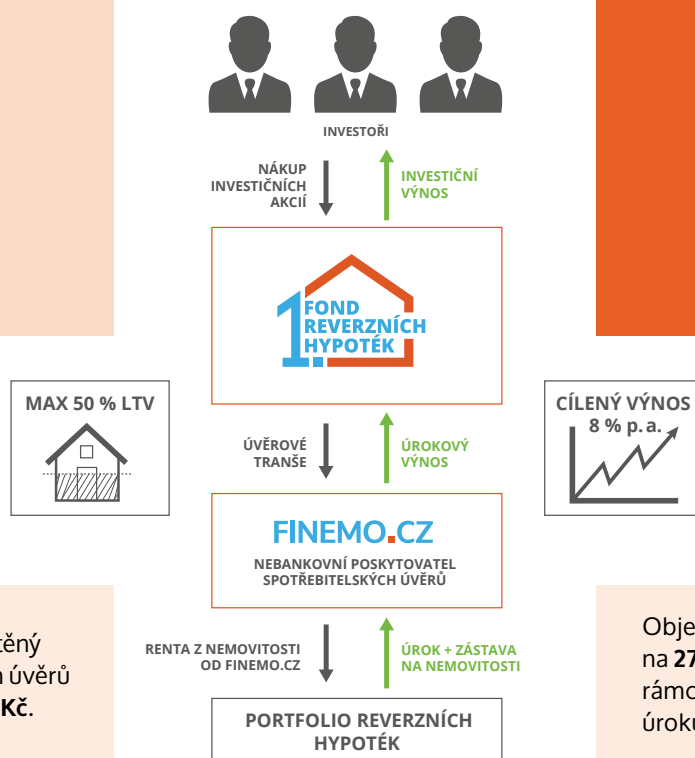 INVESTOŘI
NÁKUP
INVESTIČNÍCH
AKCIÍ
INVESTIČNÍ
VÝNOS
1.
FOND
REVERZNÍCH
HYPOTÉK
MAX 50 % LTV
CÍLENÝ VÝNOS
8 % p. a.
ÚVĚROVÉ
TRANŠE
ÚROKOVÝ
VÝNOS
FINEMO.CZ
NEBANKOVNÍ POSKYTOVATEL
SPOTŘEBITELSKÝCH ÚVĚRŮ
RENTA Z NEMOVITOSTI
OD FINEMO.CZ
ÚROK + ZÁSTAVA
NA NEMOVITOSTI
PORTFOLIO REVERZNÍCH
HYPOTÉK
těný
úvěrů
Kč.
Obje
na 27
rámc
úroku